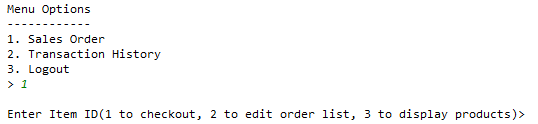 Menu Options
------------
1. Sales Order
2. Transaction History
3. Logout
> 1
Enter Item ID(1 to checkout, 2 to edit order list, 3 to display products)>